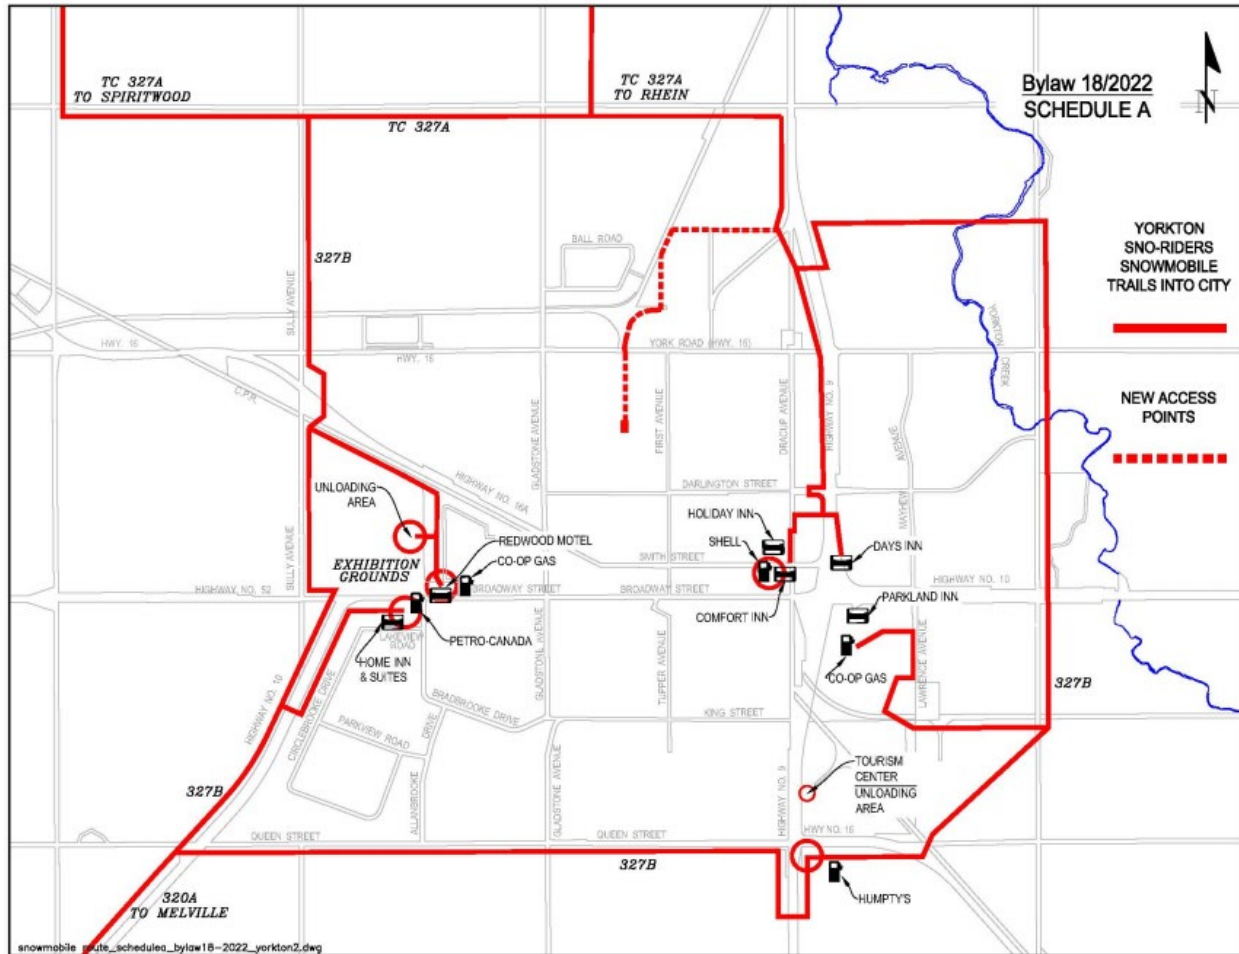 TC 327A
TO SPIRITWOOD
TC 327A
TO RHEIN
TC 327A
Bylaw 18/2022
SCHEDULE A
N
YORKTON
SNO-RIDERS
SNOWMOBILE
TRAILS INTO CITY
NEW ACCESS
POINTS
327B
BALL ROAD
SULLY AVENUE
YORKTON
CREEK
HWY. 16
HWY. 16
YORK ROAD (HWY. 16)
C.P.R.
GLADSTONE AVENUE
FIRST AVENUE
DRACUP AVENUE
HIGHWAY NO. 9
MAYHEW
AVENUE
HIGHWAY NO. 16A
DARLINGTON STREET
UNLOADING
AREA
HOLIDAY INN
SHELL
REDWOOD MOTEL
CO-OP GAS
SMITH STREET
DAYS INN
EXHIBITION
GROUNDS
SULLY AVENUE
HIGHWAY NO. 52
BROADWAY STREET
BROADWAY STREET
HIGHWAY NO. 10
COMFORT INN
PARKLAND INN
PETRO-CANADA
LAKEVIEW
ROAD
HOME INN
& SUITES
GLADSTONE AVENUE
TUPPER AVENUE
LAWRENCE AVENUE
CO-OP GAS
327B
HIGHWAY NO. 10
CIRCLEBROOKE DRIVE
BRADBROOKE DRIVE
PARKVIEW ROAD
KING STREET
ALLANBROOKE
DRIVE
GLADSTONE AVENUE
HIGHWAY NO. 9
TOURISM
CENTER
UNLOADING
AREA
327B
QUEEN STREET
QUEEN STREET
HWY NO. 16
327B
320A
TO MELVILLE
HUMPTY'S
snowmobile route_schedulea_bylaw18-2022_yorkton2.dwg